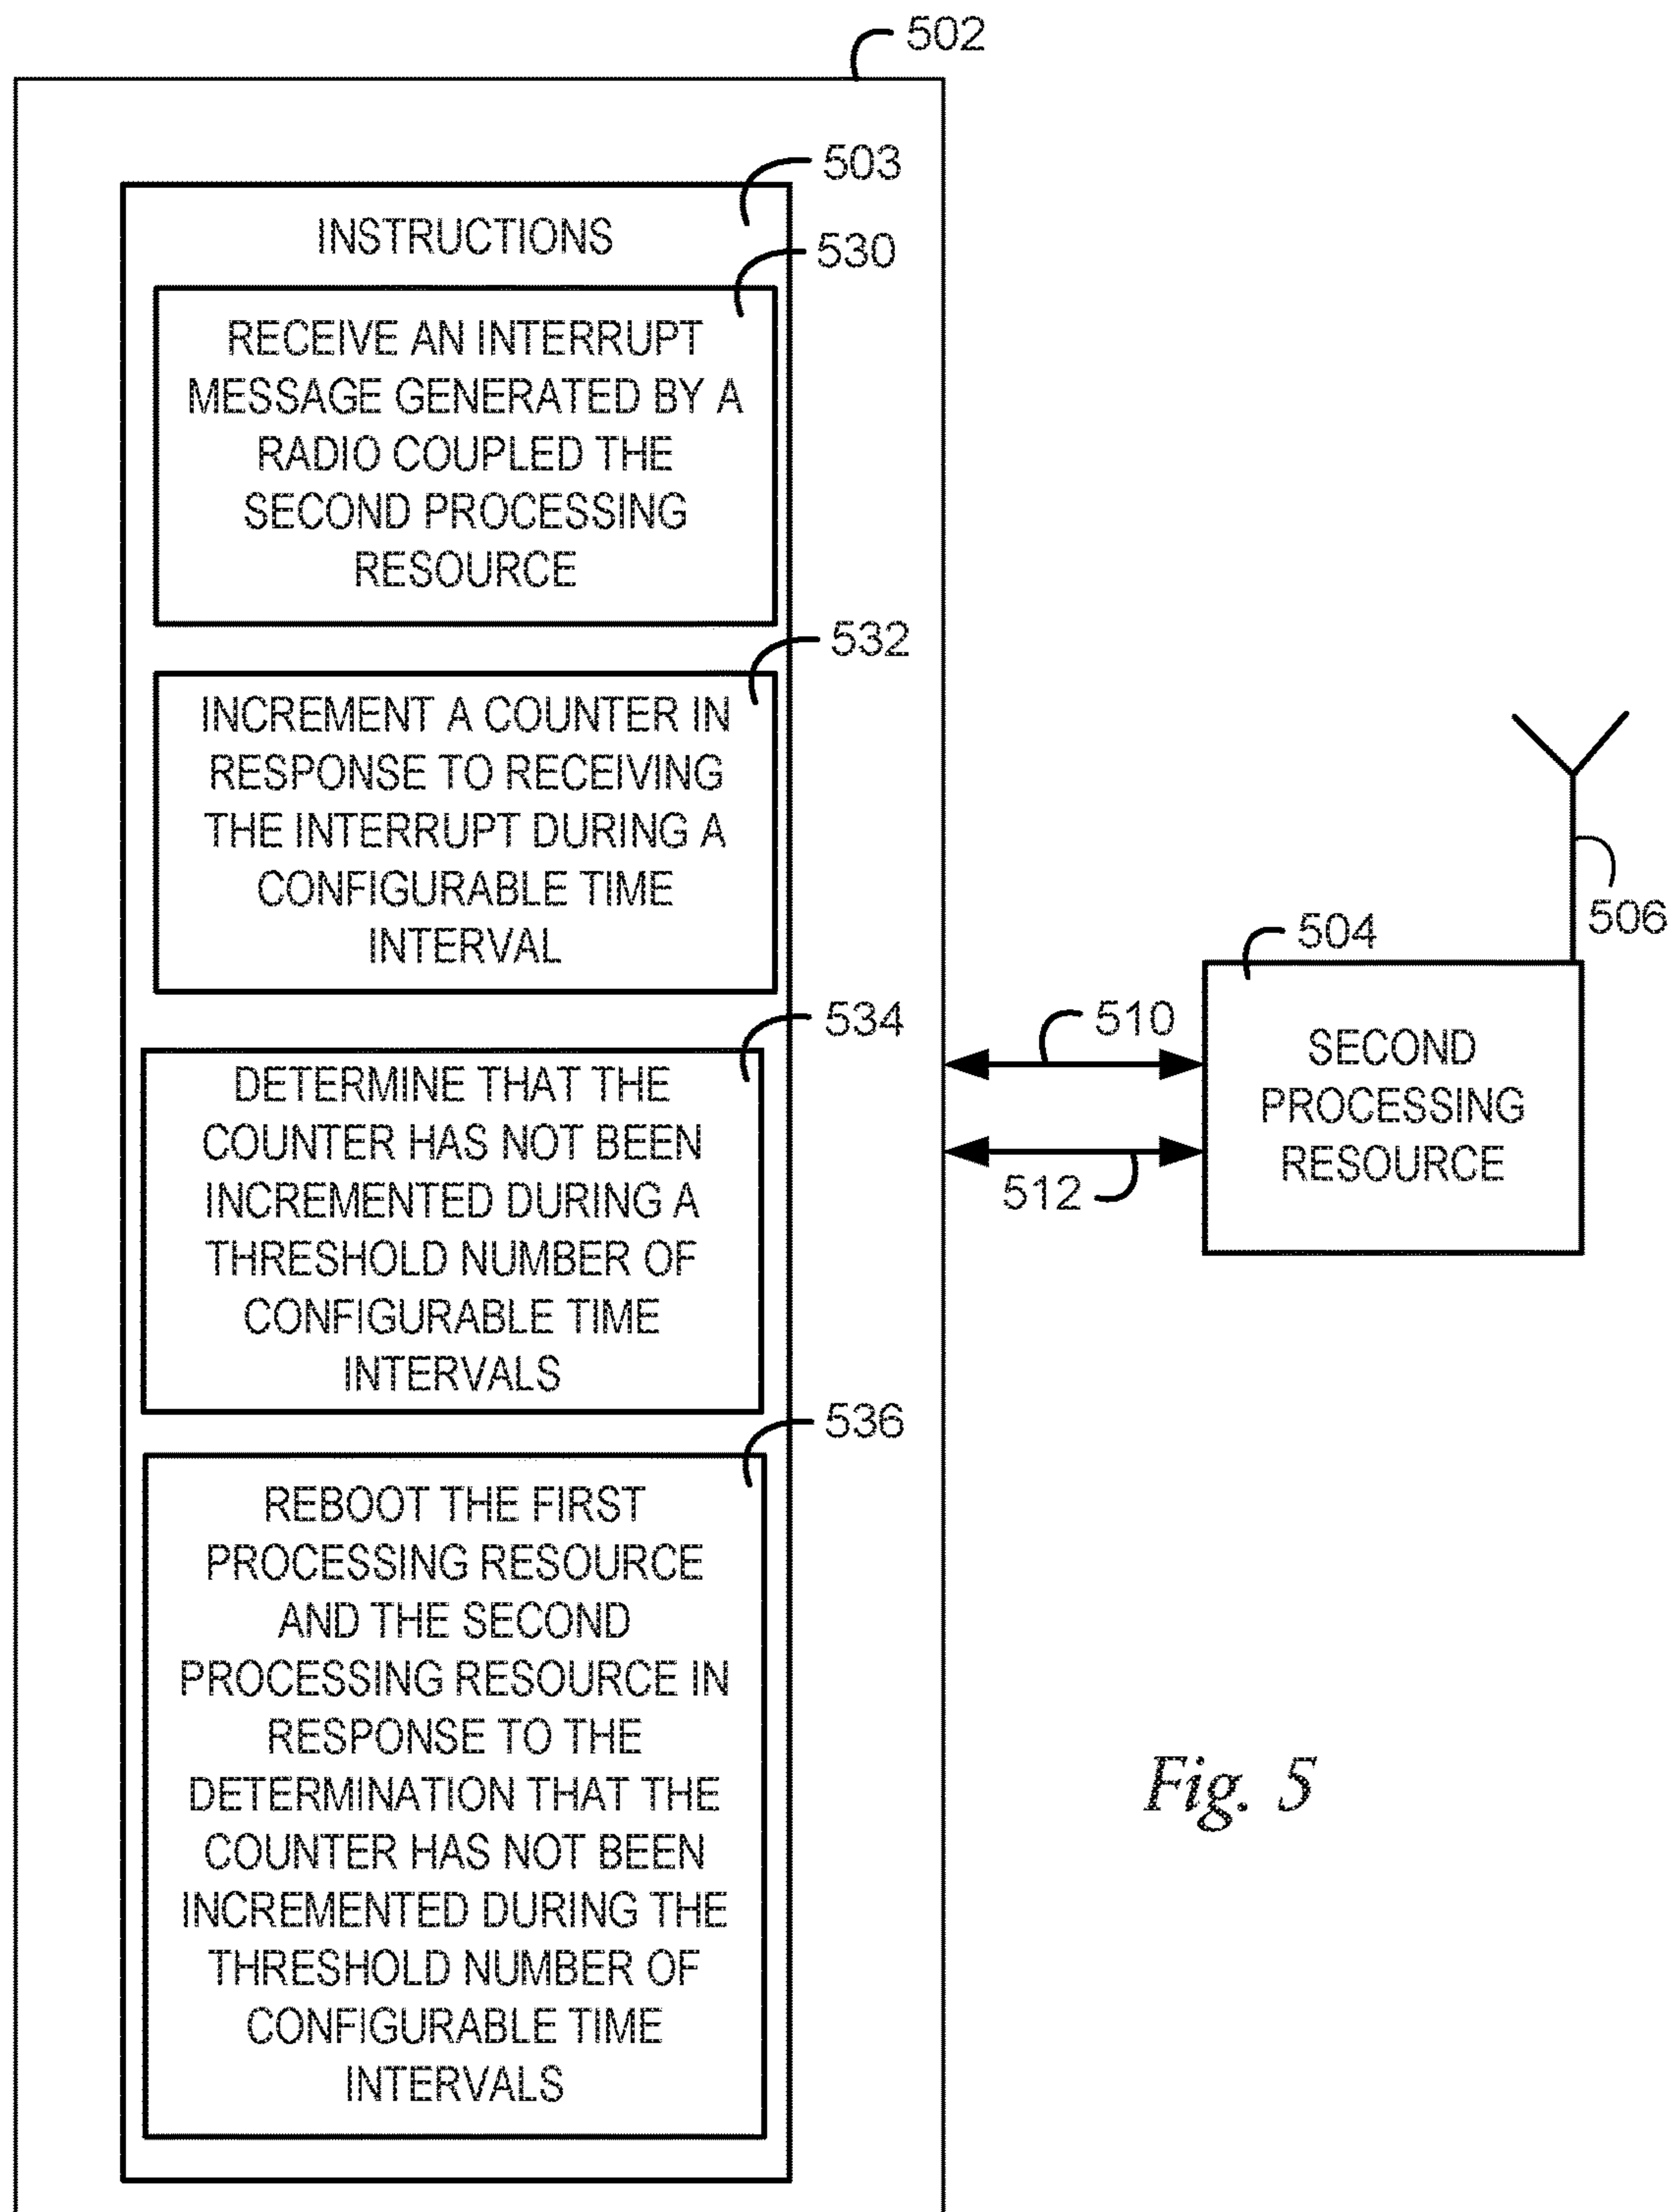 502
503
INSTRUCTIONS
530
RECEIVE AN INTERRUPT
MESSAGE GENERATED BY A
RADIO COUPLED THE
SECOND PROCESSING
RESOURCE
532
INCREMENT A COUNTER IN
RESPONSE TO RECEIVING
THE INTERRUPT DURING A
CONFIGURABLE TIME
INTERVAL
534
DETERMINE THAT THE
COUNTER HAS NOT BEEN
INCREMENTED DURING A
THRESHOLD NUMBER OF
CONFIGURABLE TIME
INTERVALS
536
REBOOT THE FIRST
PROCESSING RESOURCE
AND THE SECOND
PROCESSING RESOURCE IN
RESPONSE TO THE
DETERMINATION THAT THE
COUNTER HAS NOT BEEN
INCREMENTED DURING THE
THRESHOLD NUMBER OF
CONFIGURABLE TIME
INTERVALS
506
504
510
512
SECOND
PROCESSING
RESOURCE
Fig. 5